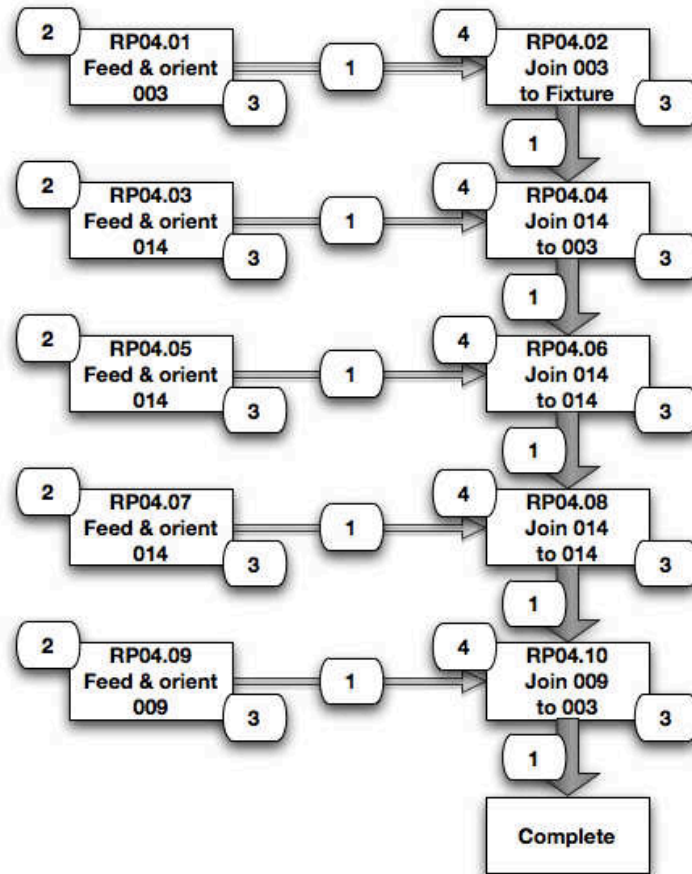 2
RP04.01
Feed & orient
003
3
1
4
RP04.02
Join 003
to Fixture
3
1
2
RP04.03
Feed & orient
014
3
1
4
RP04.04
Join 014
to 003
3
1
2
RP04.05
Feed & orient
014
3
1
4
RP04.06
Join 014
to 014
3
1
2
RP04.07
Feed & orient
014
3
1
4
RP04.08
Join 014
to 014
3
1
2
RP04.09
Feed & orient
009
3
1
4
RP04.10
Join 009
to 003
3
1
Complete